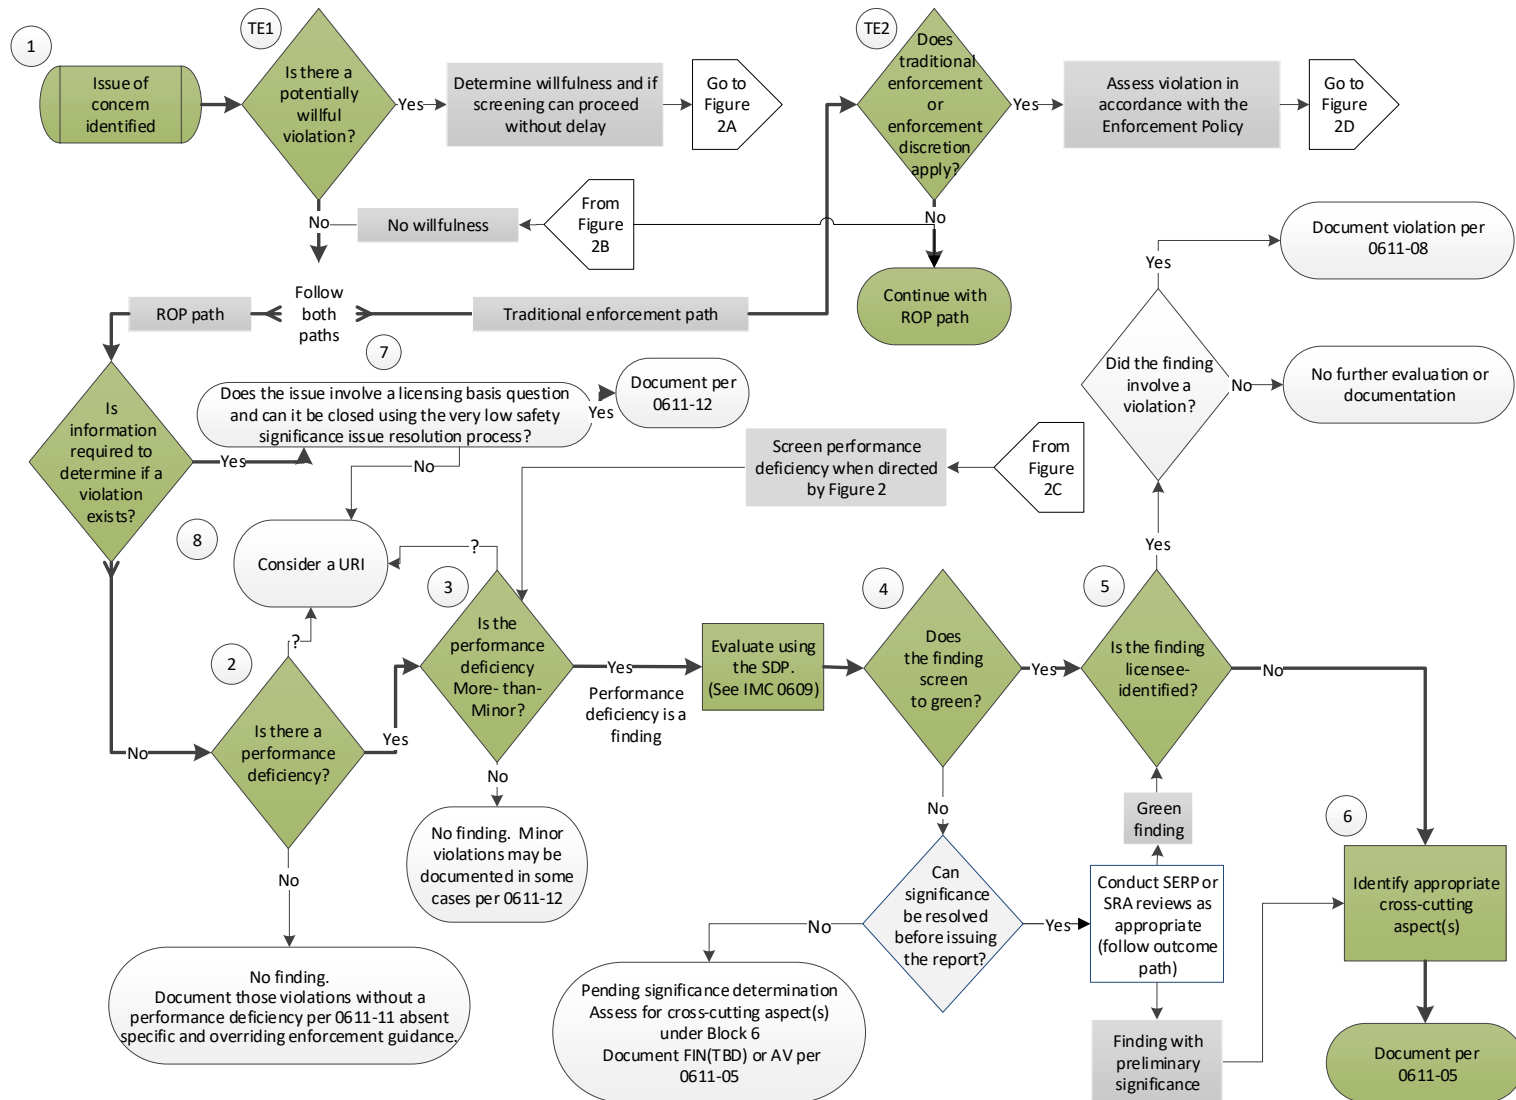 1
Issue of
concern
identified
TE1
Is there a
potentially
willful
violation?
Yes
Determine willfulness and if
screening can proceed
without delay
Go to
Figure
2A
TE2
Does
traditional
enforcement
or
enforcement
discretion
apply?
Yes
Assess violation in
accordance with the
Enforcement Policy
Go to
Figure
2D
No
No willfulness
From
Figure
2B
No
Continue with
ROP path
ROP path
Follow
both
paths
Traditional enforcement path
Document violation per
0611-08
Yes
Did the finding
involve a
violation?
No
No further evaluation or
documentation
7
Does the issue involve a licensing basis question
and can it be closed using the very low safety
significance issue resolution process?
Yes
Document per
0611-12
No
Is
information
required to
determine if a
violation
exists?
Yes
8
Consider a URI
?
?
Screen performance
deficiency when directed
by Figure 2
From
Figure
2C
No
2
Is there a
performance
deficiency?
Yes
No
No finding.
Document those violations without a
performance deficiency per 0611-11 absent
specific and overriding enforcement guidance.
3
Is the
performance
deficiency
More- than-
Minor?
Yes
Performance
deficiency is a
finding
No
No finding.  Minor
violations may be
documented in some
cases per 0611-12
Evaluate using
the SDP.
(See IMC 0609)
4
Does
the finding
screen
to green?
Yes
No
Can
significance
be resolved
before issuing
the report?
No
Pending significance determination
Assess for cross-cutting aspect(s)
under Block 6
Document FIN(TBD) or AV per
0611-05
Yes
Conduct SERP or
SRA reviews as
appropriate
(follow outcome
path)
Green
finding
Finding with
preliminary
significance
5
Is the finding
licensee-
identified?
Yes
No
6
Identify appropriate
cross-cutting
aspect(s)
Document per
0611-05